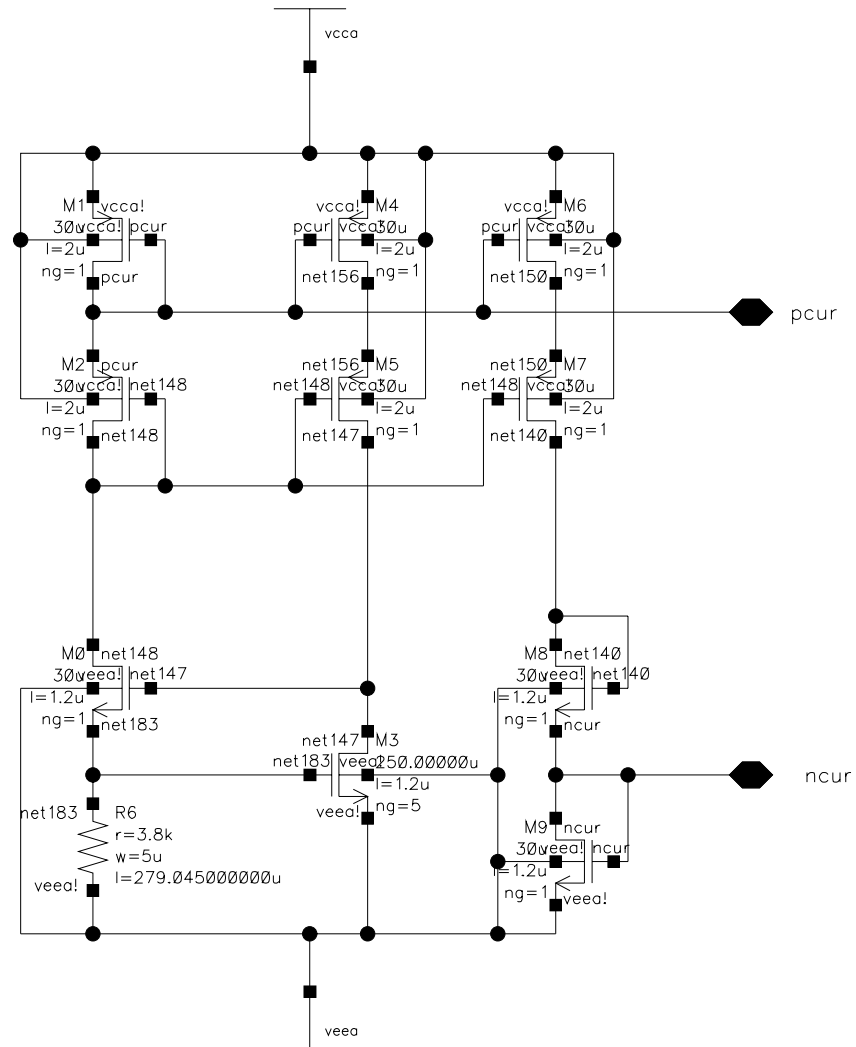 vcca
M1
vcca!
30u
vcca!
pcur
l=2u
ng=1
pcur
vcca!
M4
pcur
vcca!
30u
l=2u
net156
ng=1
vcca!
M6
pcur
vcca!
30u
l=2u
net150
ng=1
pcur
M2
pcur
30u
vcca!
net148
l=2u
ng=1
net148
net156
M5
net148
vcca!
30u
l=2u
net147
ng=1
net150
M7
net148
vcca!
30u
l=2u
net140
ng=1
M0
net148
30u
veea!
net147
l=1.2u
ng=1
net183
M8
net140
30u
veea!
net140
l=1.2u
ng=1
ncur
net147
M3
net183
veea!
250.00000u
l=1.2u
veea!
ng=5
ncur
net183
R6
r=3.8k
w=5u
veea!
l=279.045000000u
M9
ncur
30u
veea!
ncur
l=1.2u
ng=1
veea!
veea